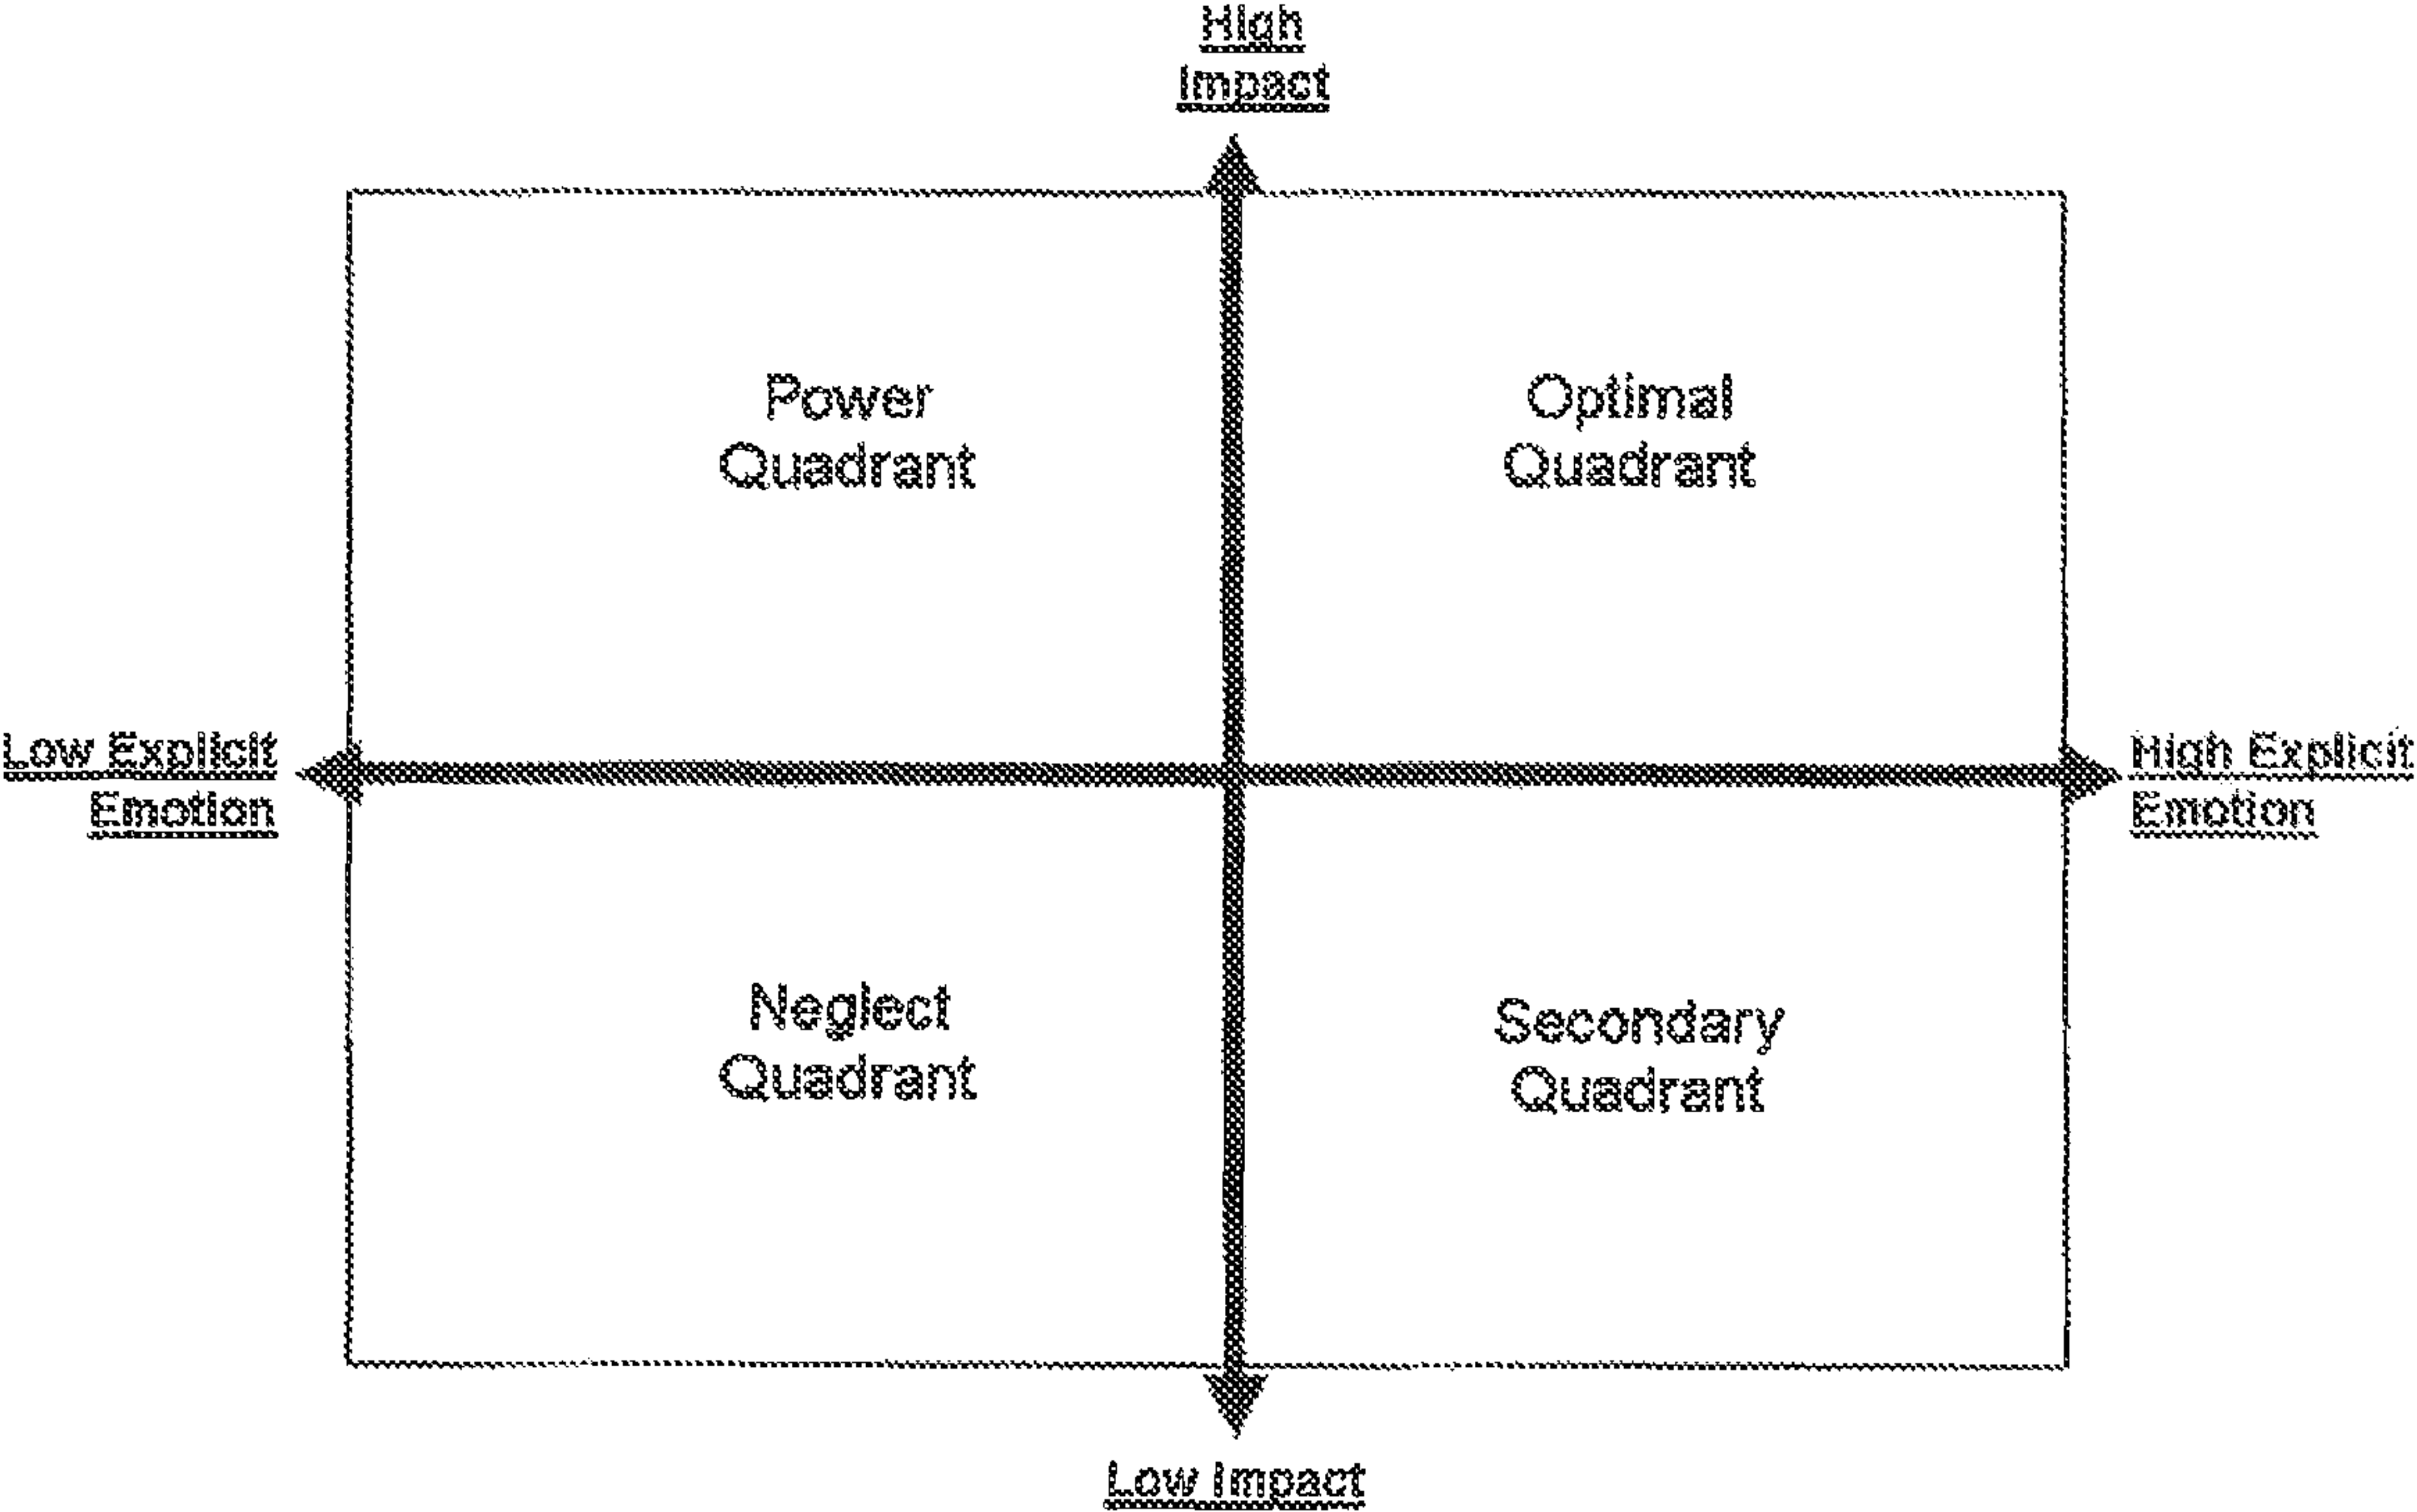 High
Impact
Power
Quadrant
Optimal
Quadrant
Low Explicit
Emotion
High Explicit
Emotion
Neglect
Quadrant
Secondary
Quadrant
Low Impact